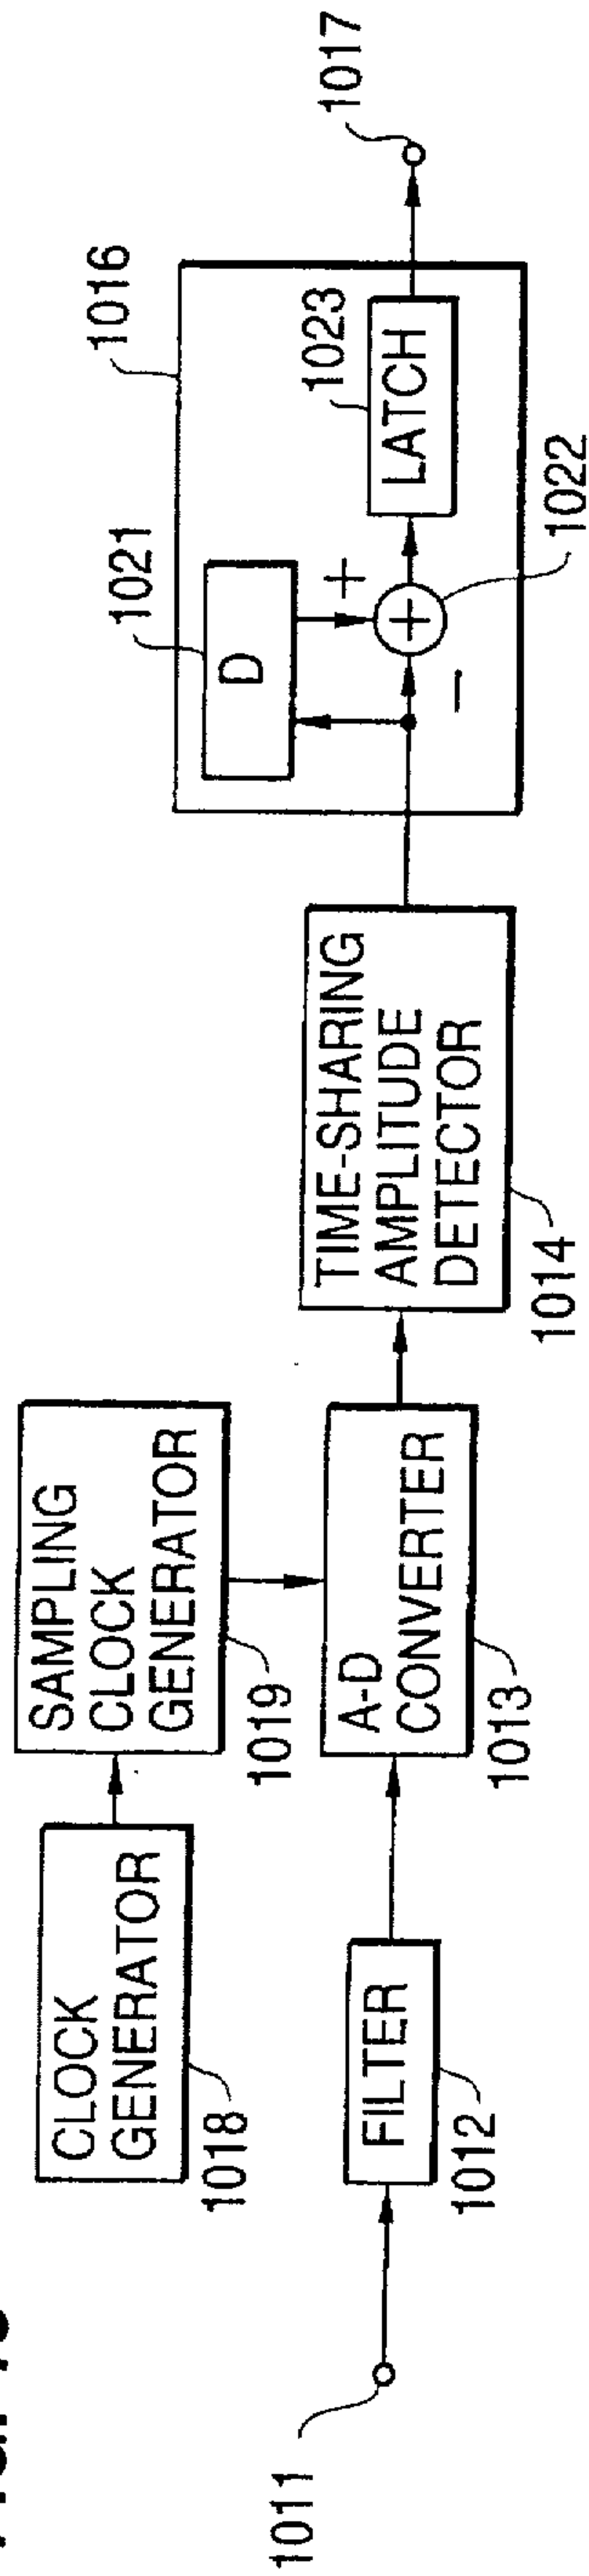 CLOCK
GENERATOR
1018
SAMPLING
CLOCK
GENERATOR
1019
1011
FILTER
1012
A-D
CONVERTER
1013
TIME-SHARING
AMPLITUDE
DETECTOR
1014
1016
1021
D
+
+
−
1022
1023
LATCH
1017